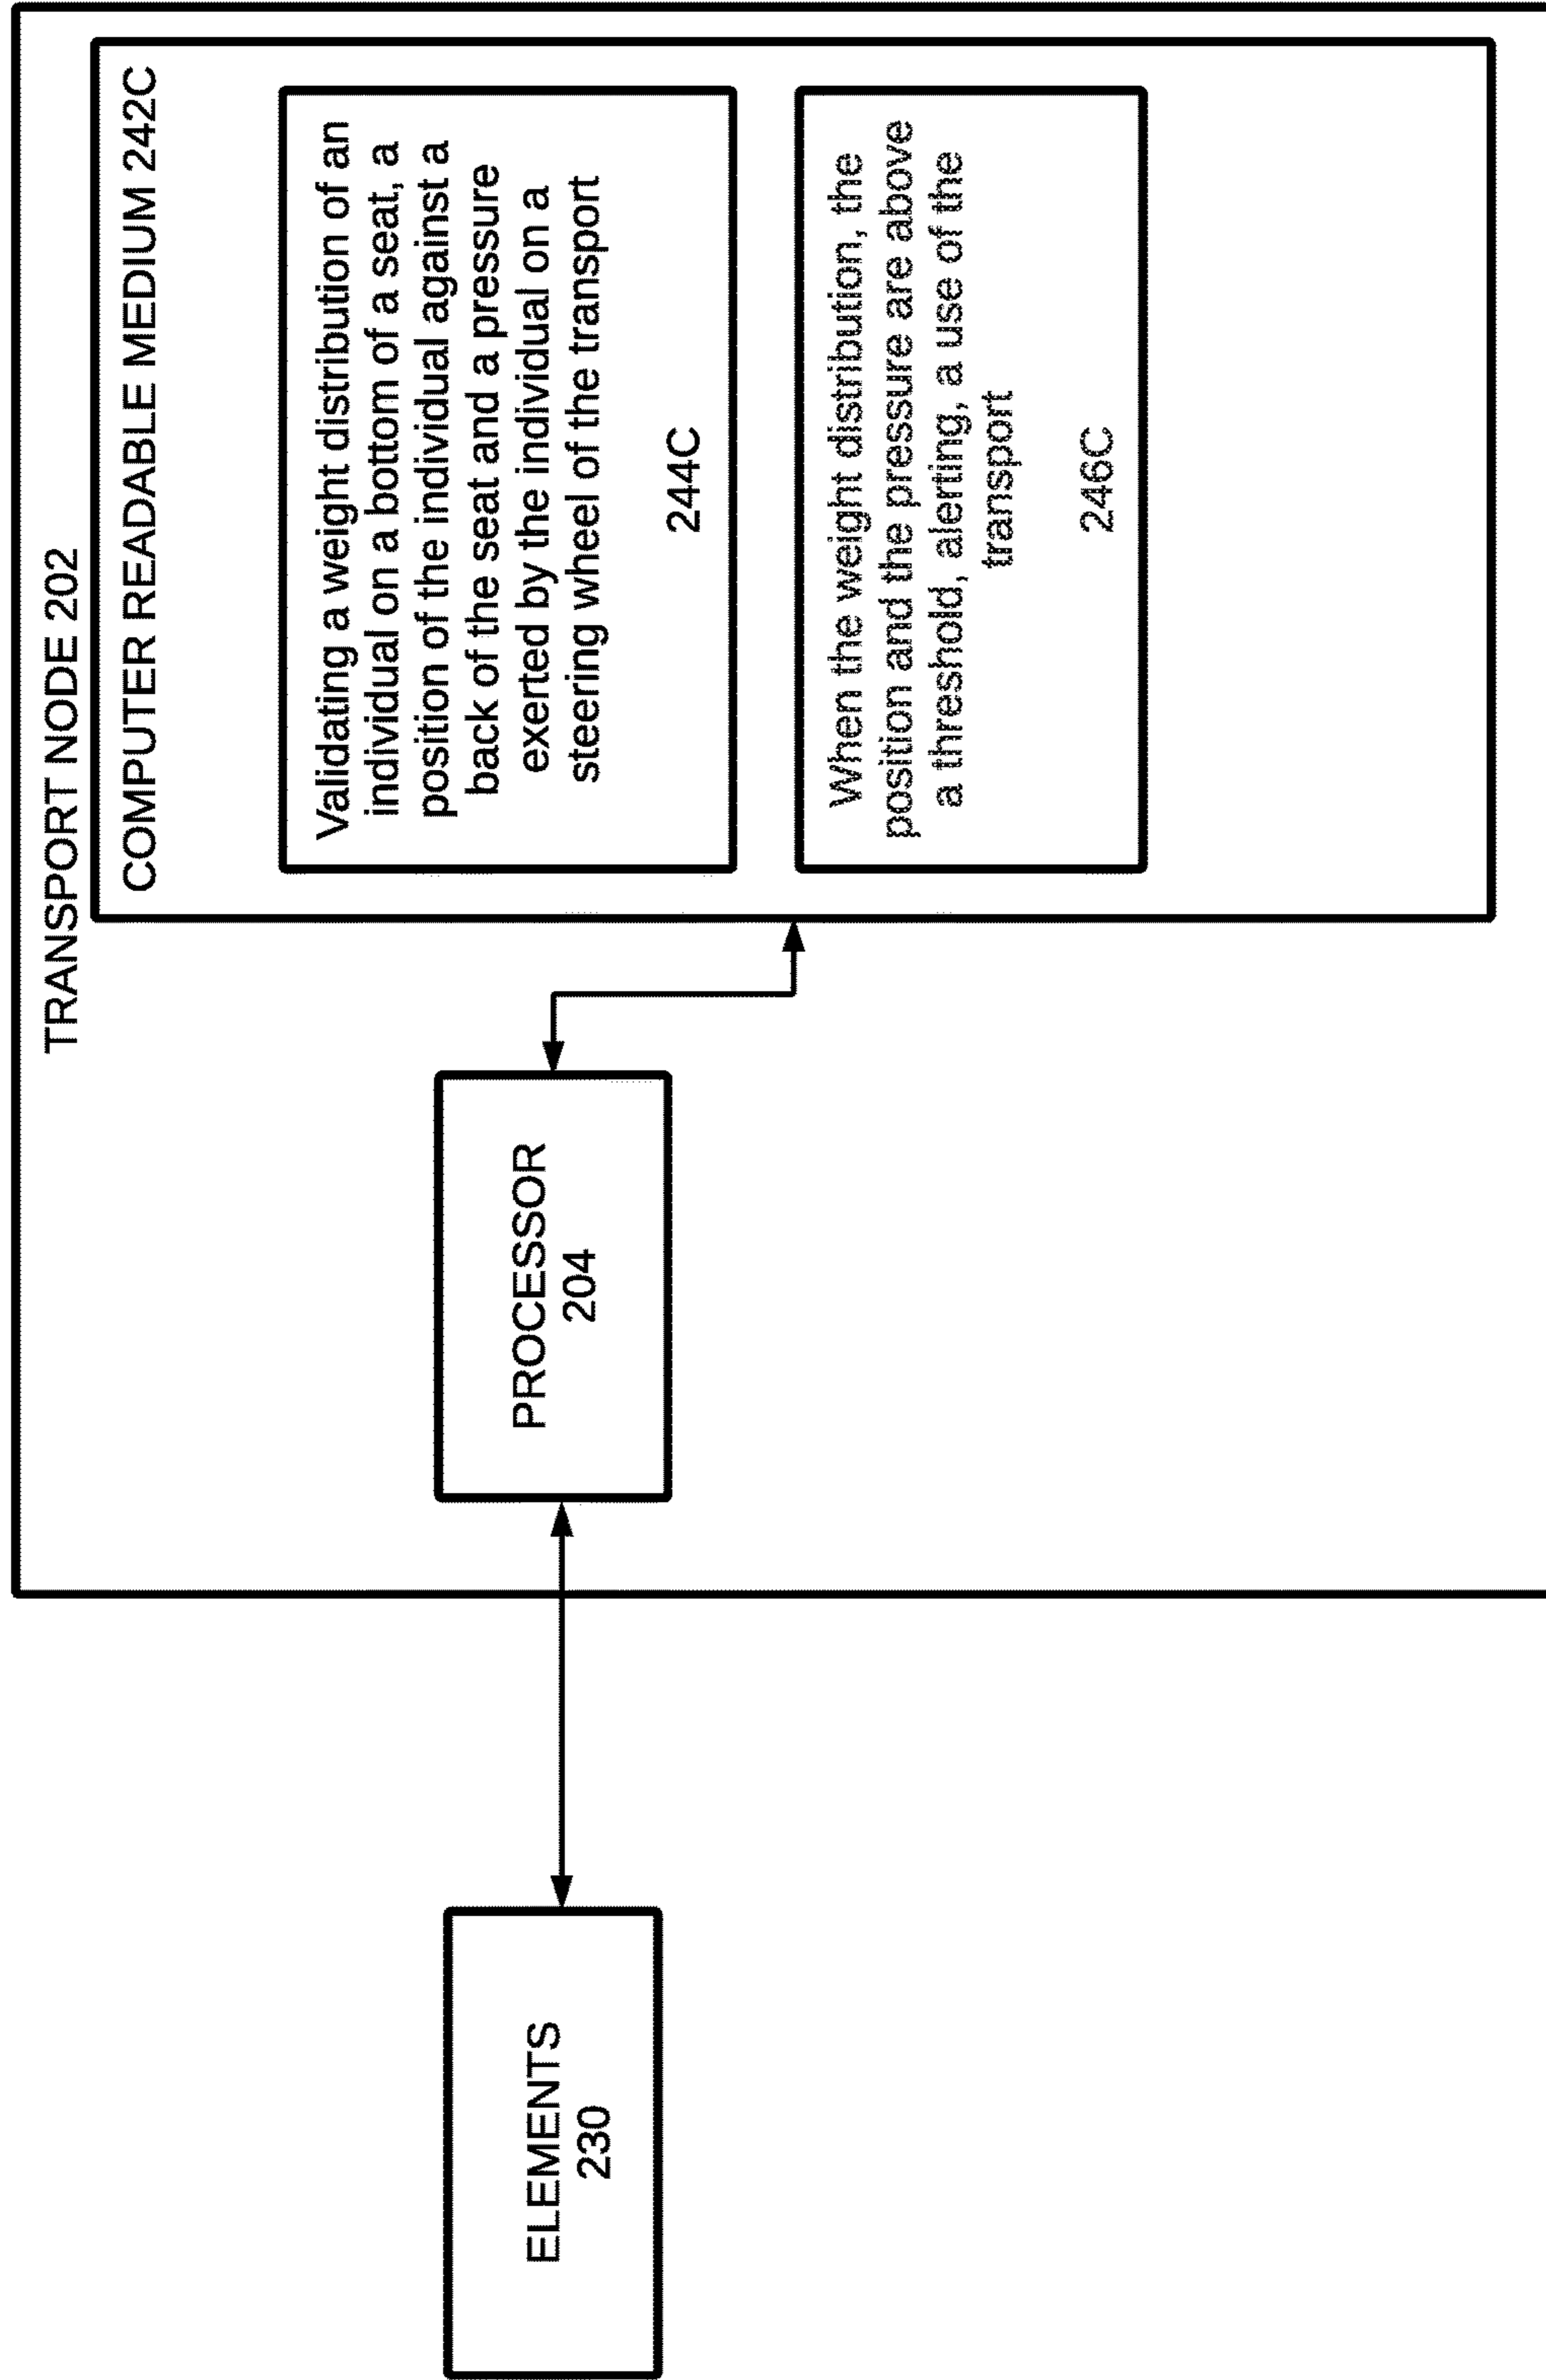 TRANSPORT NODE 202
COMPUTER READABLE MEDIUM 242C
Validating a weight distribution of an
individual on a bottom of a seat, a
position of the individual against a
back of the seat and a pressure
exerted by the individual on a
steering wheel of the transport
244C
When the weight distribution, the
position and the pressure are above
a threshold, alerting, a use of the
transport
246C
PROCESSOR
204
ELEMENTS
230